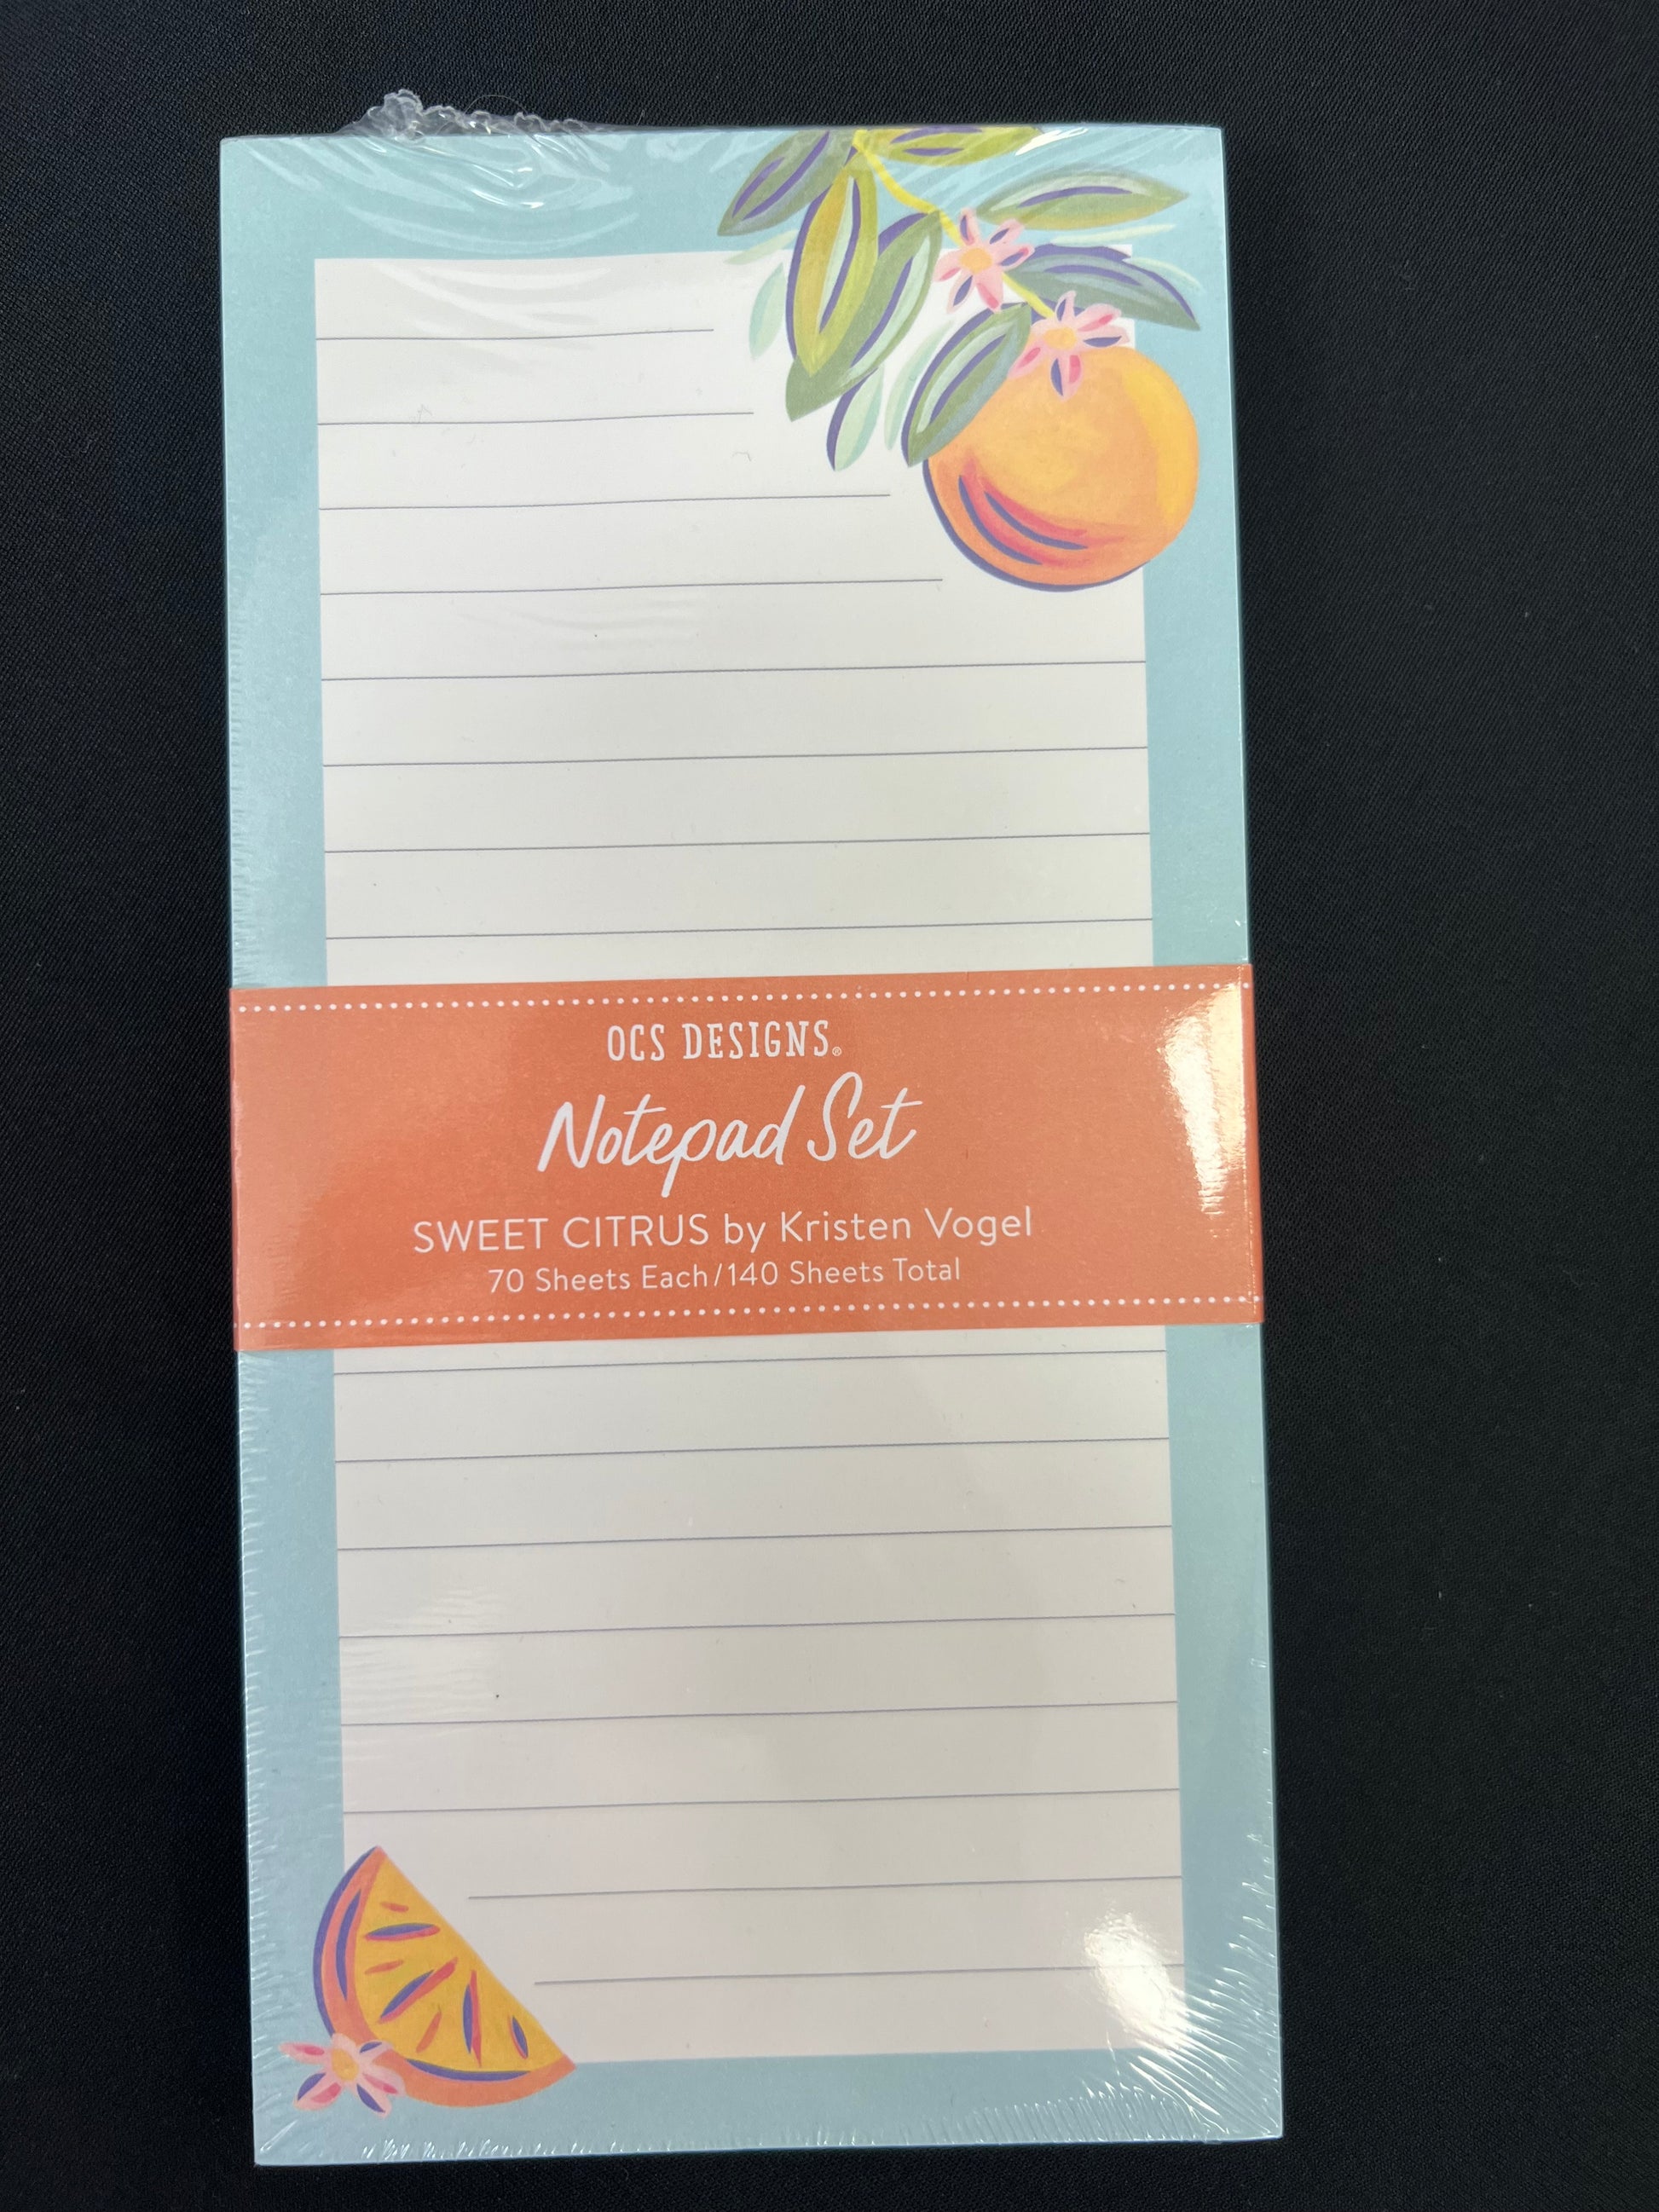 OCS DESIGNS®
Notepad Set
SWEET CITRUS by Kristen Vogel
70 Sheets Each/140 Sheets Total